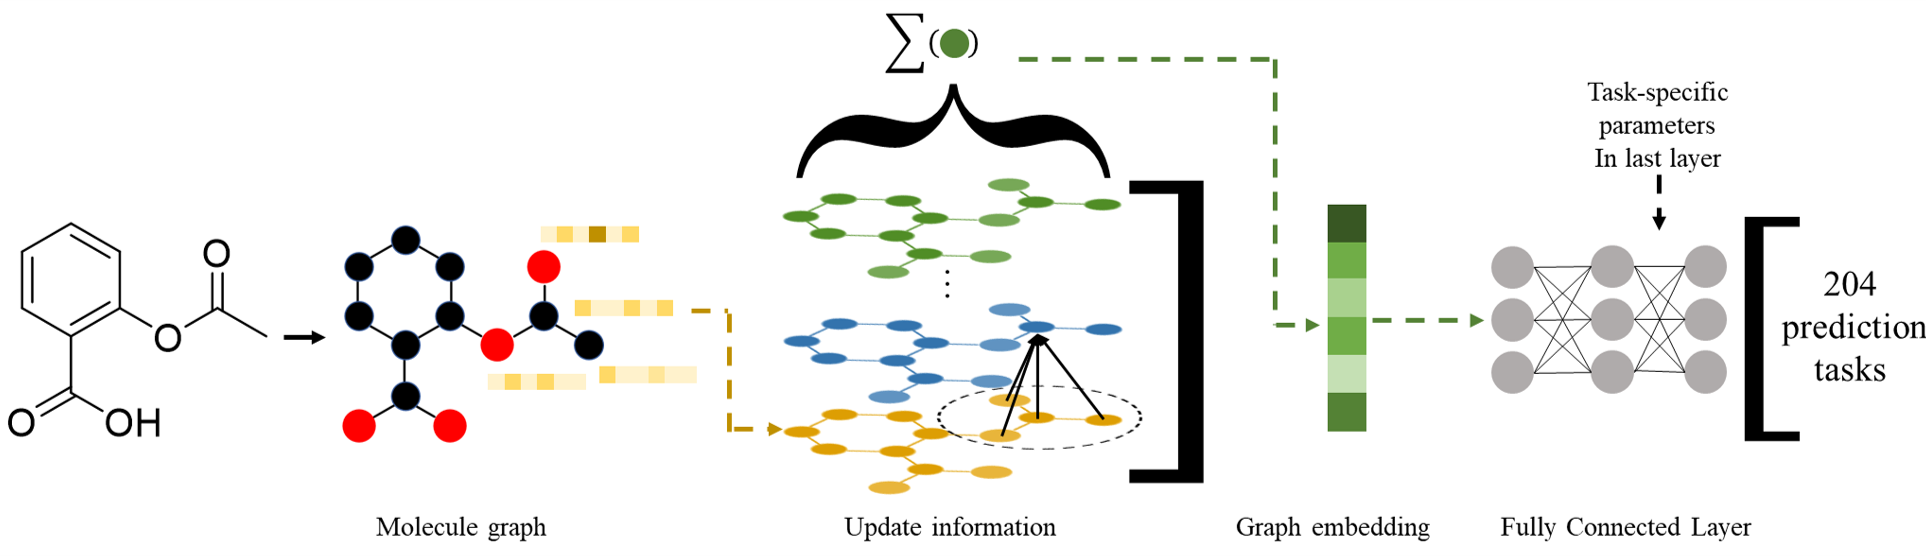 ∑(●)
Task-specific
parameters
In last layer
O
O
O
OH
204
prediction
tasks
Molecule graph
Update information
Graph embedding
Fully Connected Layer